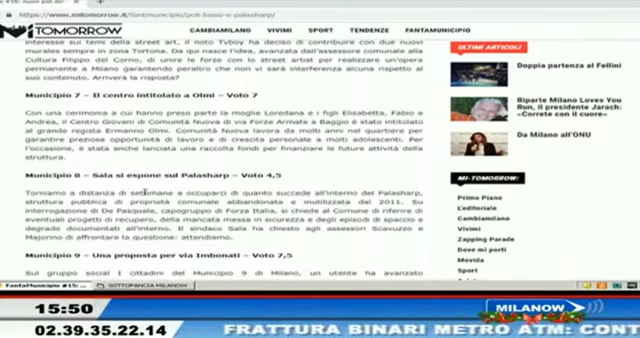 https://www.mitomorrow.it/fantmunicipio/poli-lusso-o-palasharp/
MI-TOMORROW
CAMBIAMILANO VIVIMI SPORT TENDENZE FANTAMUNICIPIO
interesse sui temi della street art, il noto Tvboy ha deciso di contribuire con due nuovi
murales sempre in zona Tortona. Da qui nasce l'idea, avanzata dall'assessore comunale alla
Cultura Filippo del Corno, di unire le forze con lo street artist per realizzare un'opera
permanente a Milano garantendo peraltro che non vi sarà interferenza alcuna rispetto al
suo contenuto. Arriverà la risposta?
Municipio 7 – Il centro intitolato a Olmi – Voto 7
Con una cerimonia a cui hanno preso parte la moglie Loredana e i figli Elisabetta, Fabio e
Andrea, il Centro Giovani di Comunità Nuova di via Forze Armate a Baggio è stato intitolato
al grande regista Ermanno Olmi. Comunità Nuova lavora da molti anni nel quartiere per
garantire preziose opportunità di lavoro e di crescita personale a molti adolescenti. Per
l'occasione, è stata anche lanciata una raccolta fondi per finanziare le future attività della
struttura.
Municipio 8 – Sala si espone sul Palasharp – Voto 4,5
Torniamo a distanza di settimane a occuparci di quanto succede all'interno del Palasharp,
struttura pubblica di proprietà comunale abbandonata e inutilizzata dal 2011. Su
interrogazione di De Pasquale, capogruppo di Forza Italia, si chiede al Comune di riferire di
eventuali progetti di recupero, della mancata messa in sicurezza e degli episodi di spaccio e
degrado documentati all'interno. Il sindaco Sala ha chiesto agli assessori Scavuzzo e
Majorino di affrontare la questione: attendiamo.
Municipio 9 – Una proposta per via Imbonati – Voto 7,5
Sul gruppo social I cittadini del Municipio 9 di Milano, un utente ha avanzato
ULTIMI ARTICOLI
Doppia partenza al Fellini
Riparte Milano Loves You
Run, il presidente Jarach:
«Correte con il cuore»
Da Milano all'ONU
MI-TOMORROW:
Primo Piano
L'editoriale
Cambiamilano
Vivimi
Zapping Parade
Dove mi porti
Movida
Sport
FantaMunicipio #15:...
SOTTOPANCIA MILANOW
15:50
MILANOW
02.39.35.22.14
FRATTURA BINARI METRO ATM: CONT